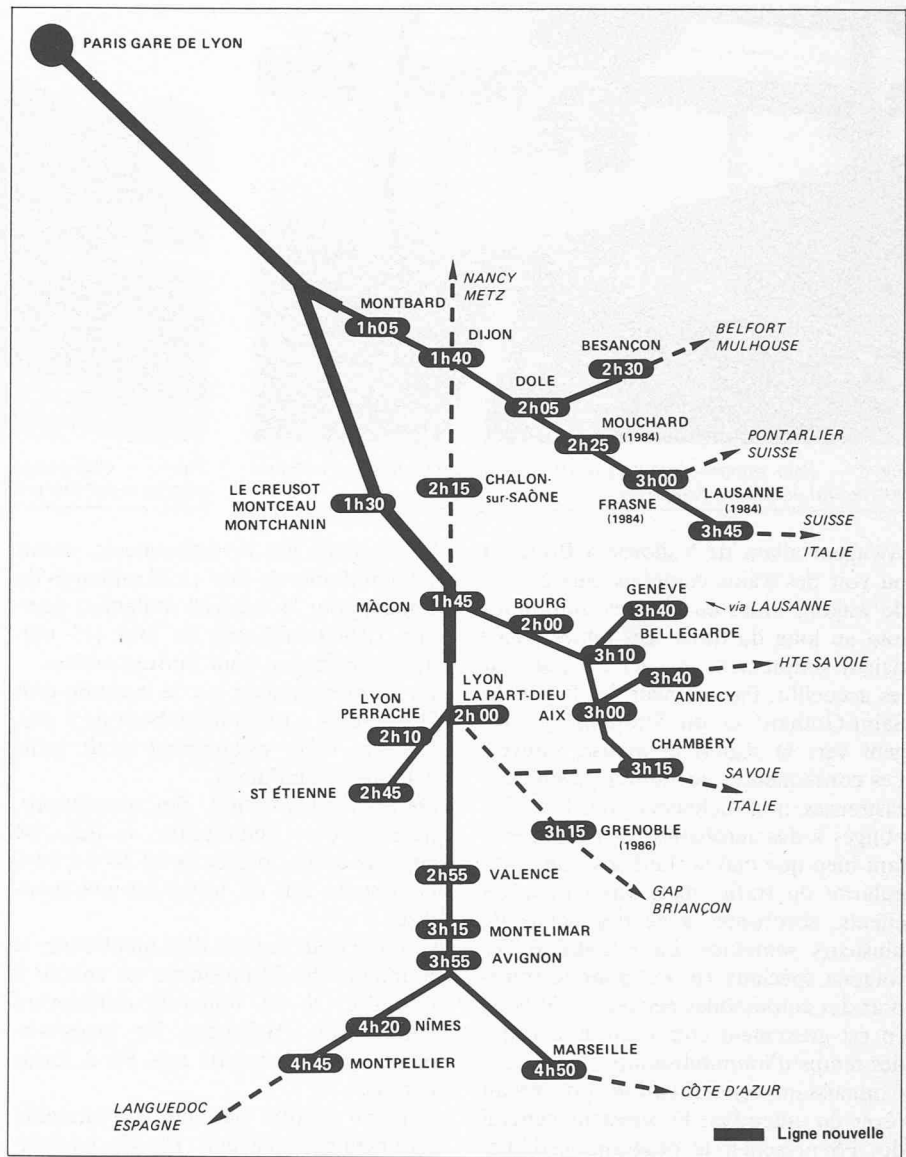 PARIS GARE DE LYON
NANCY
METZ
MONTBARD
1h05
DIJON
1h40
BESANÇON
2h30
BELFORT
MULHOUSE
DOLE
2h05
MOUCHARD
(1984)
2h25
PONTARLIER
SUISSE
3h00
FRASNE
(1984)
LAUSANNE
(1984)
3h45
SUISSE
ITALIE
LE CREUSOT
MONTCEAU
MONTCHANIN
1h30
2h15
CHALON-
sur-SAÔNE
MÂCON
1h45
BOURG
2h00
GENÈVE
3h40
via LAUSANNE
BELLEGARDE
3h10
3h40
HTE SAVOIE
ANNECY
AIX
3h00
CHAMBÉRY
3h15
SAVOIE
ITALIE
LYON
PERRACHE
2h10
LYON
LA PART-DIEU
2h00
ST ÉTIENNE
2h45
3h15
GRENOBLE
(1986)
GAP
BRIANÇON
2h55
VALENCE
3h15
MONTELIMAR
3h55
AVIGNON
4h20
NÎMES
4h45
MONTPELLIER
LANGUEDOC
ESPAGNE
MARSEILLE
4h50
CÔTE D'AZUR
Ligne nouvelle